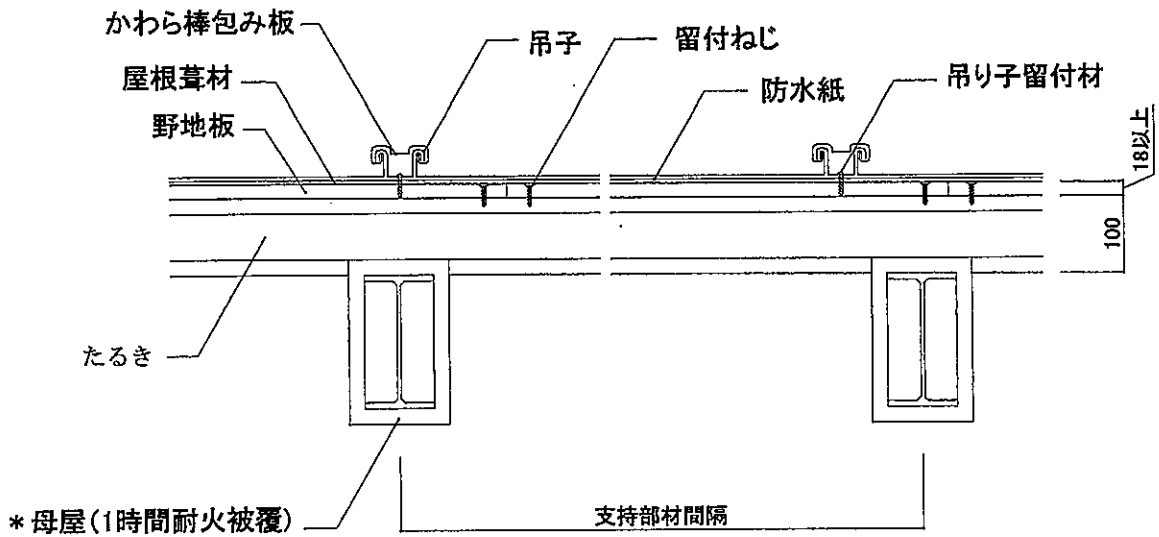 かわら棒包み板
吊子
留付ねじ
屋根葺材
防水紙
吊り子留付材
野地板
18以上
100
たるき
*母屋(1時間耐火被覆)
支持部材間隔